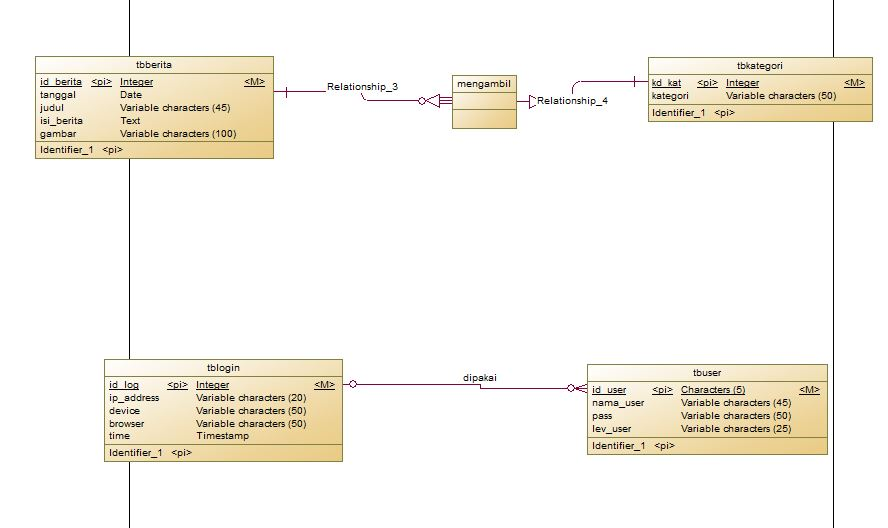 tbberita
id_berita <pi> Integer <M>
tanggal Date
judul Variable characters (45)
isi_berita Text
gambar Variable characters (100)
Identifier_1 <pi>
Relationship_3
mengambil
Relationship_4
tbkategori
kd_kat <pi> Integer <M>
kategori Variable characters (50)
Identifier_1 <pi>
tblogin
id_log <pi> Integer <M>
ip_address Variable characters (20)
device Variable characters (50)
browser Variable characters (50)
time Timestamp
Identifier_1 <pi>
dipakai
tbuser
id_user <pi> Characters (5) <M>
nama_user Variable characters (45)
pass Variable characters (50)
lev_user Variable characters (25)
Identifier_1 <pi>